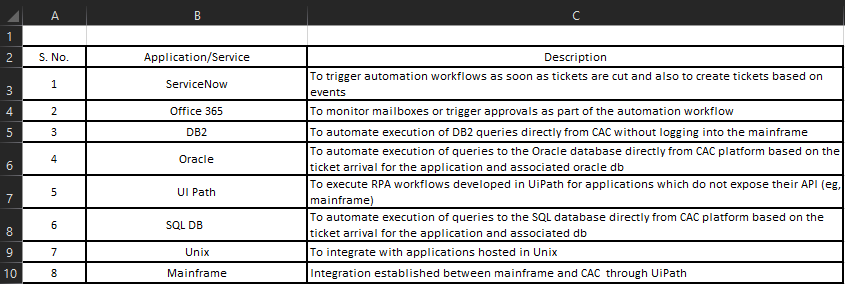 A B C
1
2 S. No. Application/Service Description
3 1 ServiceNow To trigger automation workflows as soon as tickets are cut and also to create tickets based on
events
4 2 Office 365 To monitor mailboxes or trigger approvals as part of the automation workflow
5 3 DB2 To automate execution of DB2 queries directly from CAC without logging into the mainframe
6 4 Oracle To automate execution of queries to the Oracle database directly from CAC platform based on the
ticket arrival for the application and associated oracle db
7 5 UI Path To execute RPA workflows developed in UiPath for applications which do not expose their API (eg,
mainframe)
8 6 SQL DB To automate execution of queries to the SQL database directly from CAC platform based on the
ticket arrival for the application and associated db
9 7 Unix To integrate with applications hosted in Unix
10 8 Mainframe Integration established between mainframe and CAC through UiPath